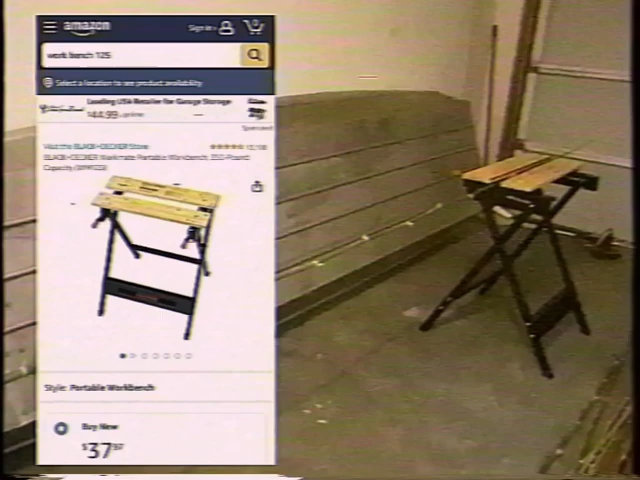 amazon
Sign in ›
work bench 125
Select a location to see product availability
Leading USA Retailer for Garage Storage
$44.99 prime
Sponsored
Visit the BLACK+DECKER Store
BLACK+DECKER Workmate Portable Workbench, 350-Pound
Capacity (WM125)
Style: Portable Workbench
Buy New
$37